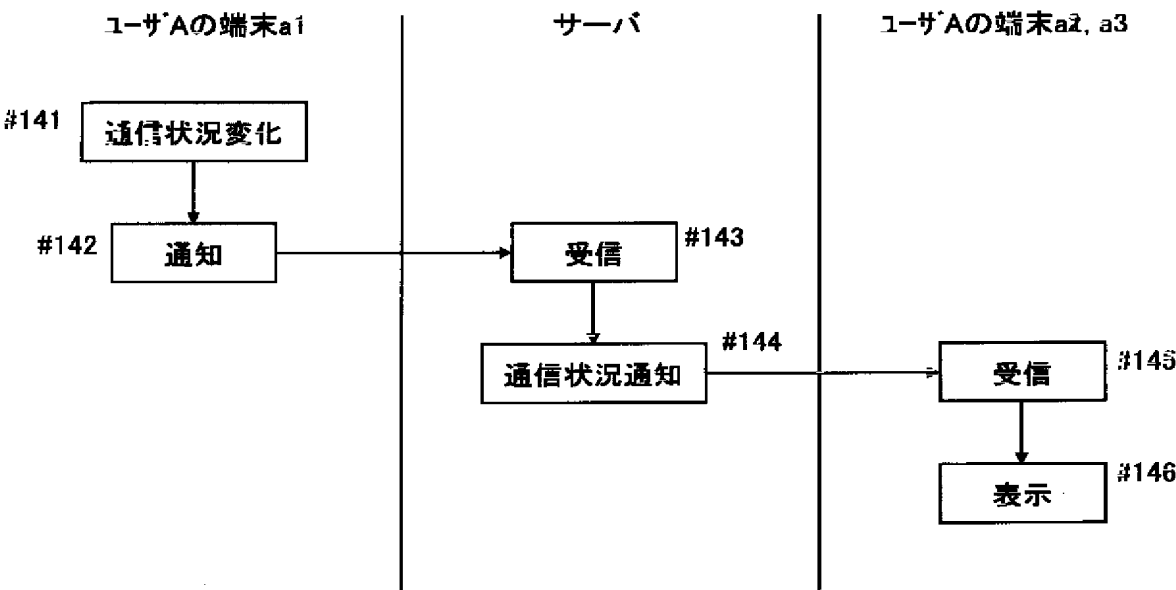 ユーザAの端末a1
サーバ
ユーザAの端末a2, a3
#141
通信状況変化
#142
通知
受信
#143
通信状況通知
#144
受信
#145
表示
#146